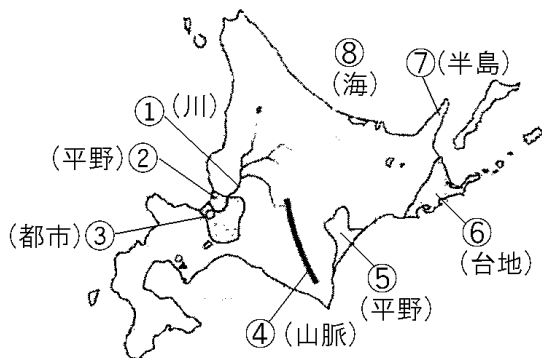 ⑧
(海)
⑦(半島)
①(川)
(平野)②
(都市)③
⑥
(台地)
⑤
(平野)
④(山脈)